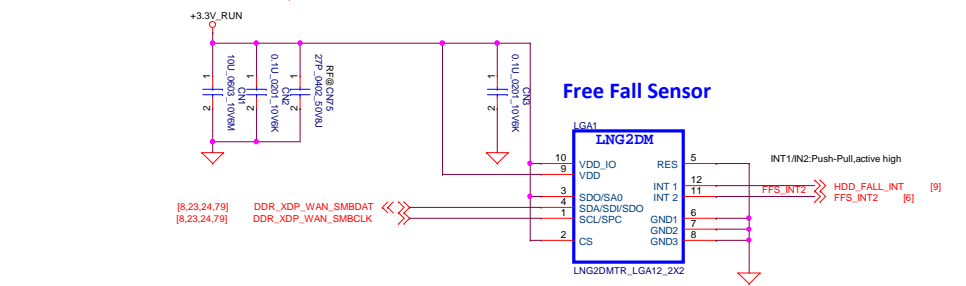 +3.3V_RUN
1
2
10U_0603_10V6M
CN1
1
2
0.1U_0201_10V6K
CN2
1
2
27P_0402_50V8J
RF@CN75
1
2
0.1U_0201_10V6K
CN3
Free Fall Sensor
LGA1
LNG2DM
10 VDD_IO RES 5
9 VDD
INT1/IN2:Push-Pull,active high
INT 1 12 HDD_FALL_INT [9]
3 SDO/SA0 INT 2 11 FFS_INT2 FFS_INT2 [6]
[8,23,24,79] DDR_XDP_WAN_SMBDAT 4 SDA/SDI/SDO
[8,23,24,79] DDR_XDP_WAN_SMBCLK 1 SCL/SPC GND1 6
GND2 7
2 CS GND3 8
LNG2DMTR_LGA12_2X2